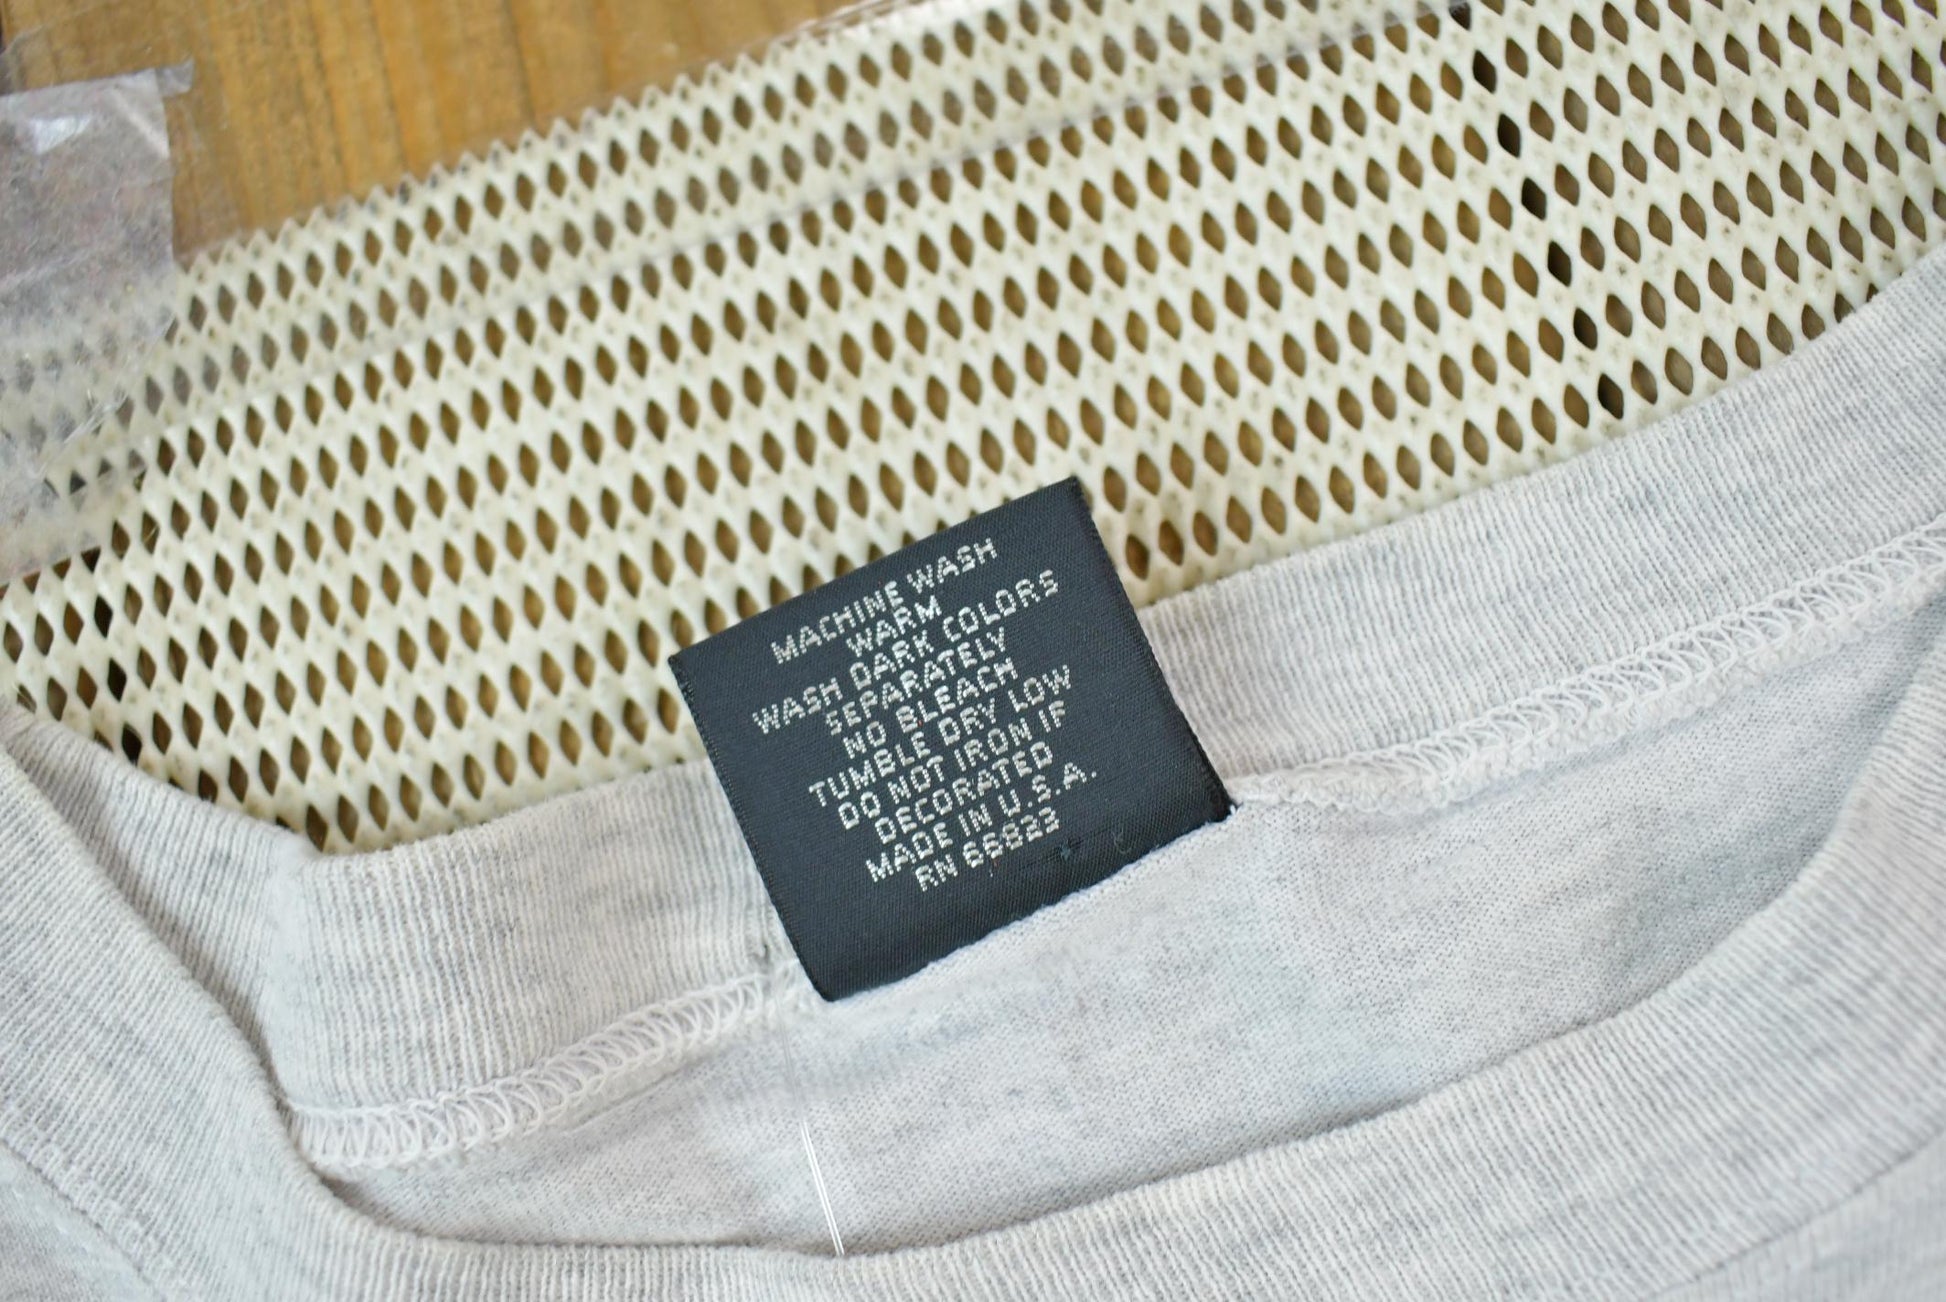 MACHINE WASH
WARM
WASH DARK COLORS
SEPARATELY
NO BLEACH
TUMBLE DRY LOW
DO NOT IRON IF
DECORATED
MADE IN U.S.A.
RN 66822